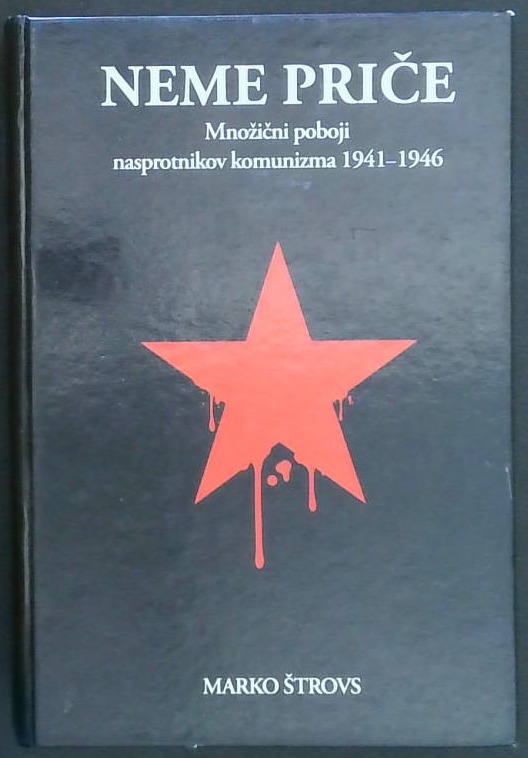 NEME PRIČE
Množični poboji
nasprotnikov komunizma 1941–1946
MARKO ŠTROVS